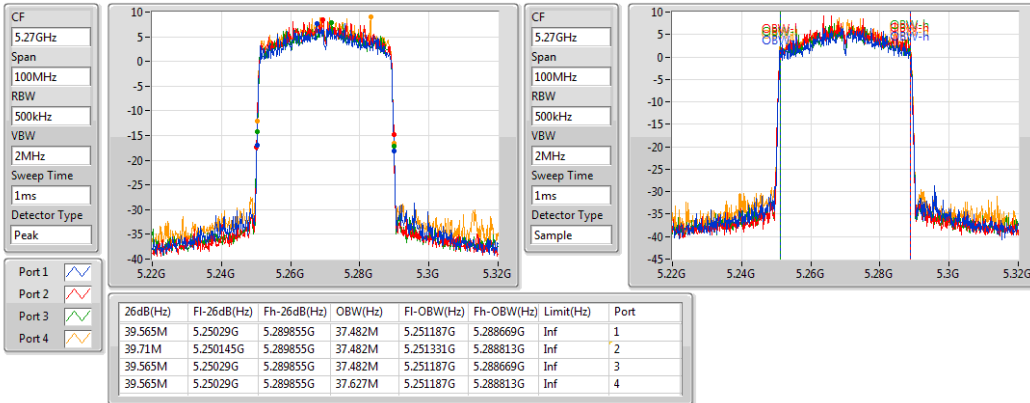 CF
5.27GHz
Span
100MHz
RBW
500kHz
VBW
2MHz
Sweep Time
1ms
Detector Type
Peak
10
5
0
-5
-10
-15
-20
-25
-30
-35
-40
5.22G 5.24G 5.26G 5.28G 5.3G 5.32G
CF
5.27GHz
Span
100MHz
RBW
500kHz
VBW
2MHz
Sweep Time
1ms
Detector Type
Sample
10
5
0
-5
-10
-15
-20
-25
-30
-35
-40
-45
OBW-l OBW-h
5.22G 5.24G 5.26G 5.28G 5.3G 5.32G
Port 1
Port 2
Port 3
Port 4
26dB(Hz) Fl-26dB(Hz) Fh-26dB(Hz) OBW(Hz) Fl-OBW(Hz) Fh-OBW(Hz) Limit(Hz) Port
39.565M 5.25029G 5.289855G 37.482M 5.251187G 5.288669G Inf 1
39.71M 5.250145G 5.289855G 37.482M 5.251331G 5.288813G Inf 2
39.565M 5.25029G 5.289855G 37.482M 5.251187G 5.288669G Inf 3
39.565M 5.25029G 5.289855G 37.627M 5.251187G 5.288813G Inf 4